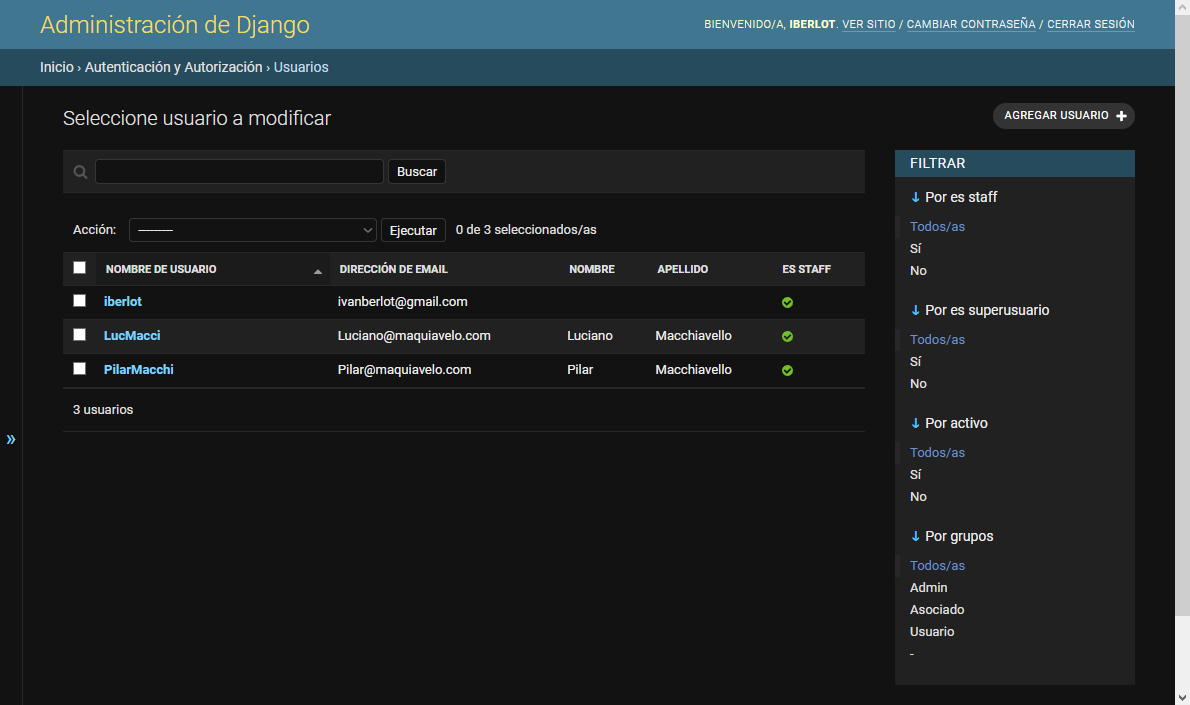 Administración de Django
BIENVENIDO/A, IBERLOT. VER SITIO / CAMBIAR CONTRASEÑA / CERRAR SESIÓN
Inicio › Autenticación y Autorización › Usuarios
Seleccione usuario a modificar
AGREGAR USUARIO +
Buscar
Acción: --------- Ejecutar 0 de 3 seleccionados/as
NOMBRE DE USUARIO DIRECCIÓN DE EMAIL NOMBRE APELLIDO ES STAFF
iberlot ivanberlot@gmail.com
LucMacci Luciano@maquiavelo.com Luciano Macchiavello
PilarMacchi Pilar@maquiavelo.com Pilar Macchiavello
3 usuarios
»
FILTRAR
↓ Por es staff
Todos/as
Sí
No
↓ Por es superusuario
Todos/as
Sí
No
↓ Por activo
Todos/as
Sí
No
↓ Por grupos
Todos/as
Admin
Asociado
Usuario
-